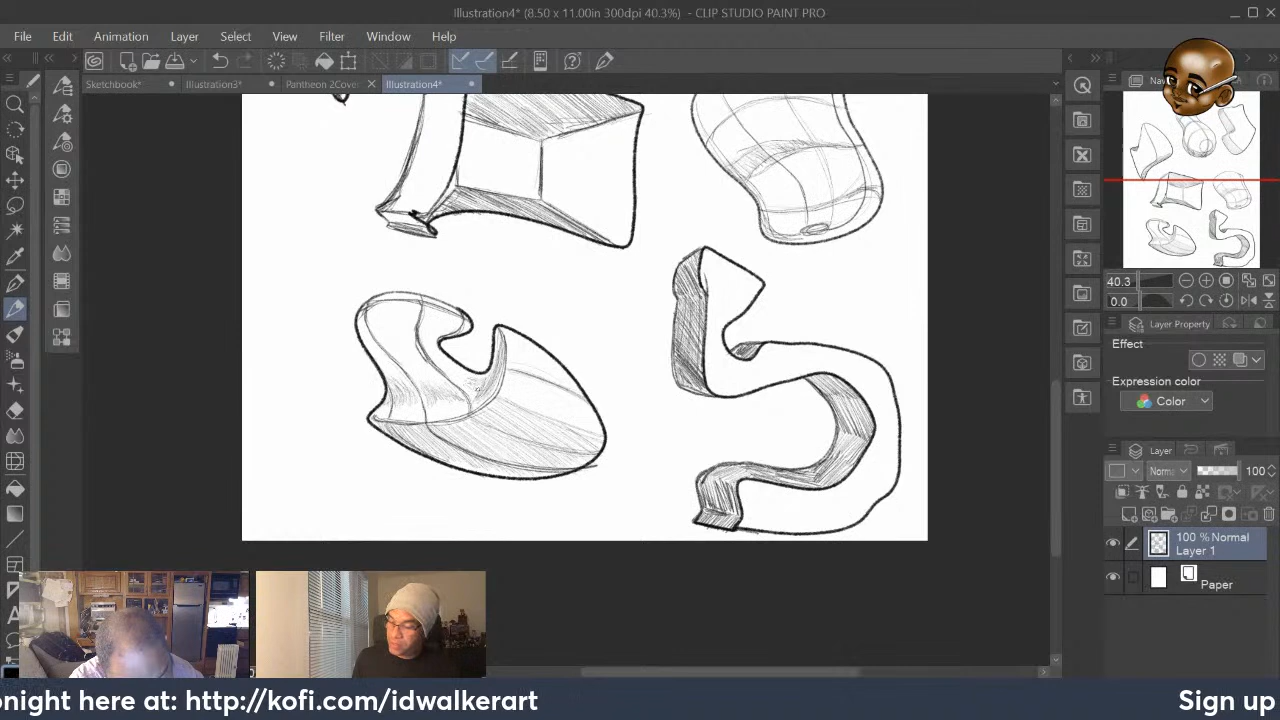 Illustration4* (8.50 x 11.00in 300dpi 40.3%) - CLIP STUDIO PAINT PRO
File Edit Animation Layer Select View Filter Window Help
Sketchbook* Illustration3* Pantheon 2Cover Illustration4*
40.3
0.0
Layer Property
Effect
Expression color
Color
Layer
Norm 100
100 % Normal
Layer 1
Paper
onight here at: http://kofi.com/idwalkerart Sign up